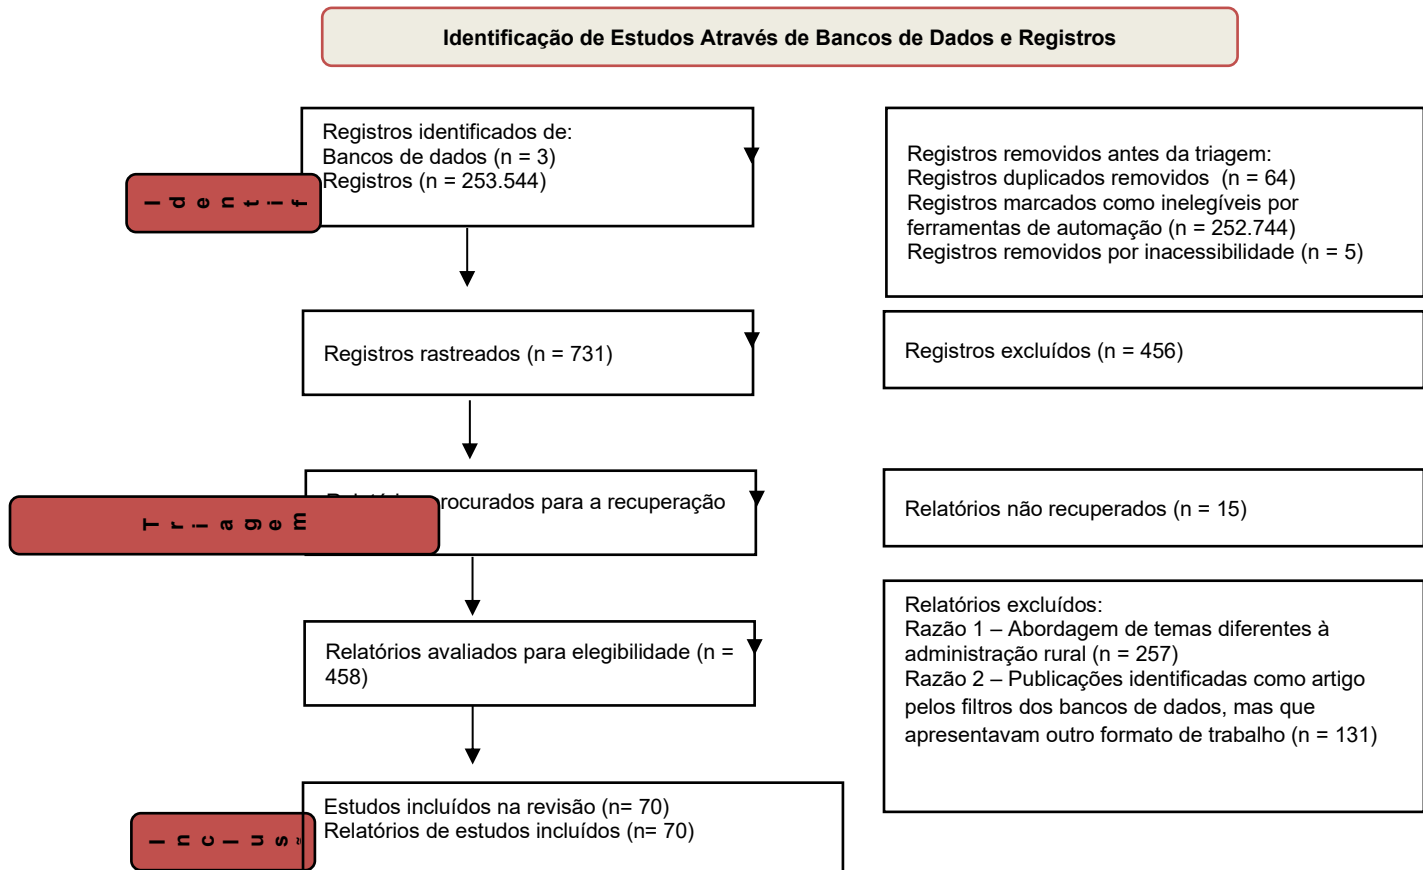 Identificação de Estudos Através de Bancos de Dados e Registros
Registros identificados de:
Bancos de dados (n = 3)
Registros (n = 253.544)
Registros removidos antes da triagem:
Registros duplicados removidos (n = 64)
Registros marcados como inelegíveis por
ferramentas de automação (n = 252.744)
Registros removidos por inacessibilidade (n = 5)
Identif
Registros rastreados (n = 731)
Registros excluídos (n = 456)
procurados para a recuperação
Relatórios não recuperados (n = 15)
Triagem
Relatórios avaliados para elegibilidade (n =
458)
Relatórios excluídos:
Razão 1 – Abordagem de temas diferentes à
administração rural (n = 257)
Razão 2 – Publicações identificadas como artigo
pelos filtros dos bancos de dados, mas que
apresentavam outro formato de trabalho (n = 131)
Estudos incluídos na revisão (n= 70)
Relatórios de estudos incluídos (n= 70)
Inclus